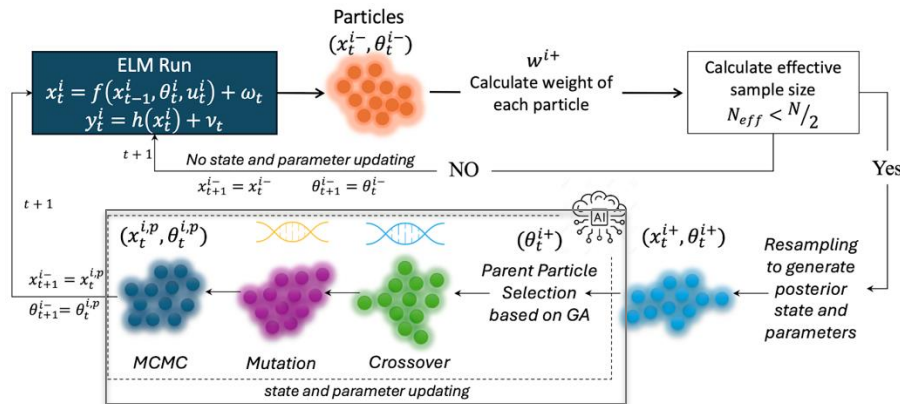 Particles
(x_t^{i-}, θ_t^{i-})
ELM Run
x_t^i = f(x_{t-1}^i, θ_t^i, u_t^i) + ω_t
y_t^i = h(x_t^i) + ν_t
w^{i+}
Calculate weight of
each particle
Calculate effective
sample size
N_{eff} < N/2
t + 1
No state and parameter updating
NO
x_{t+1}^{i-} = x_t^{i-} θ_{t+1}^{i-} = θ_t^{i-}
Yes
t + 1
AI
(x_t^{i,p}, θ_t^{i,p})
(θ_t^{i+})
(x_t^{i+}, θ_t^{i+})
Resampling
to generate
posterior
state and
parameters
Parent Particle
Selection
based on GA
x_{t+1}^{i-} = x_t^{i,p}
θ_{t+1}^{i-} = θ_t^{i,p}
MCMC
Mutation
Crossover
state and parameter updating